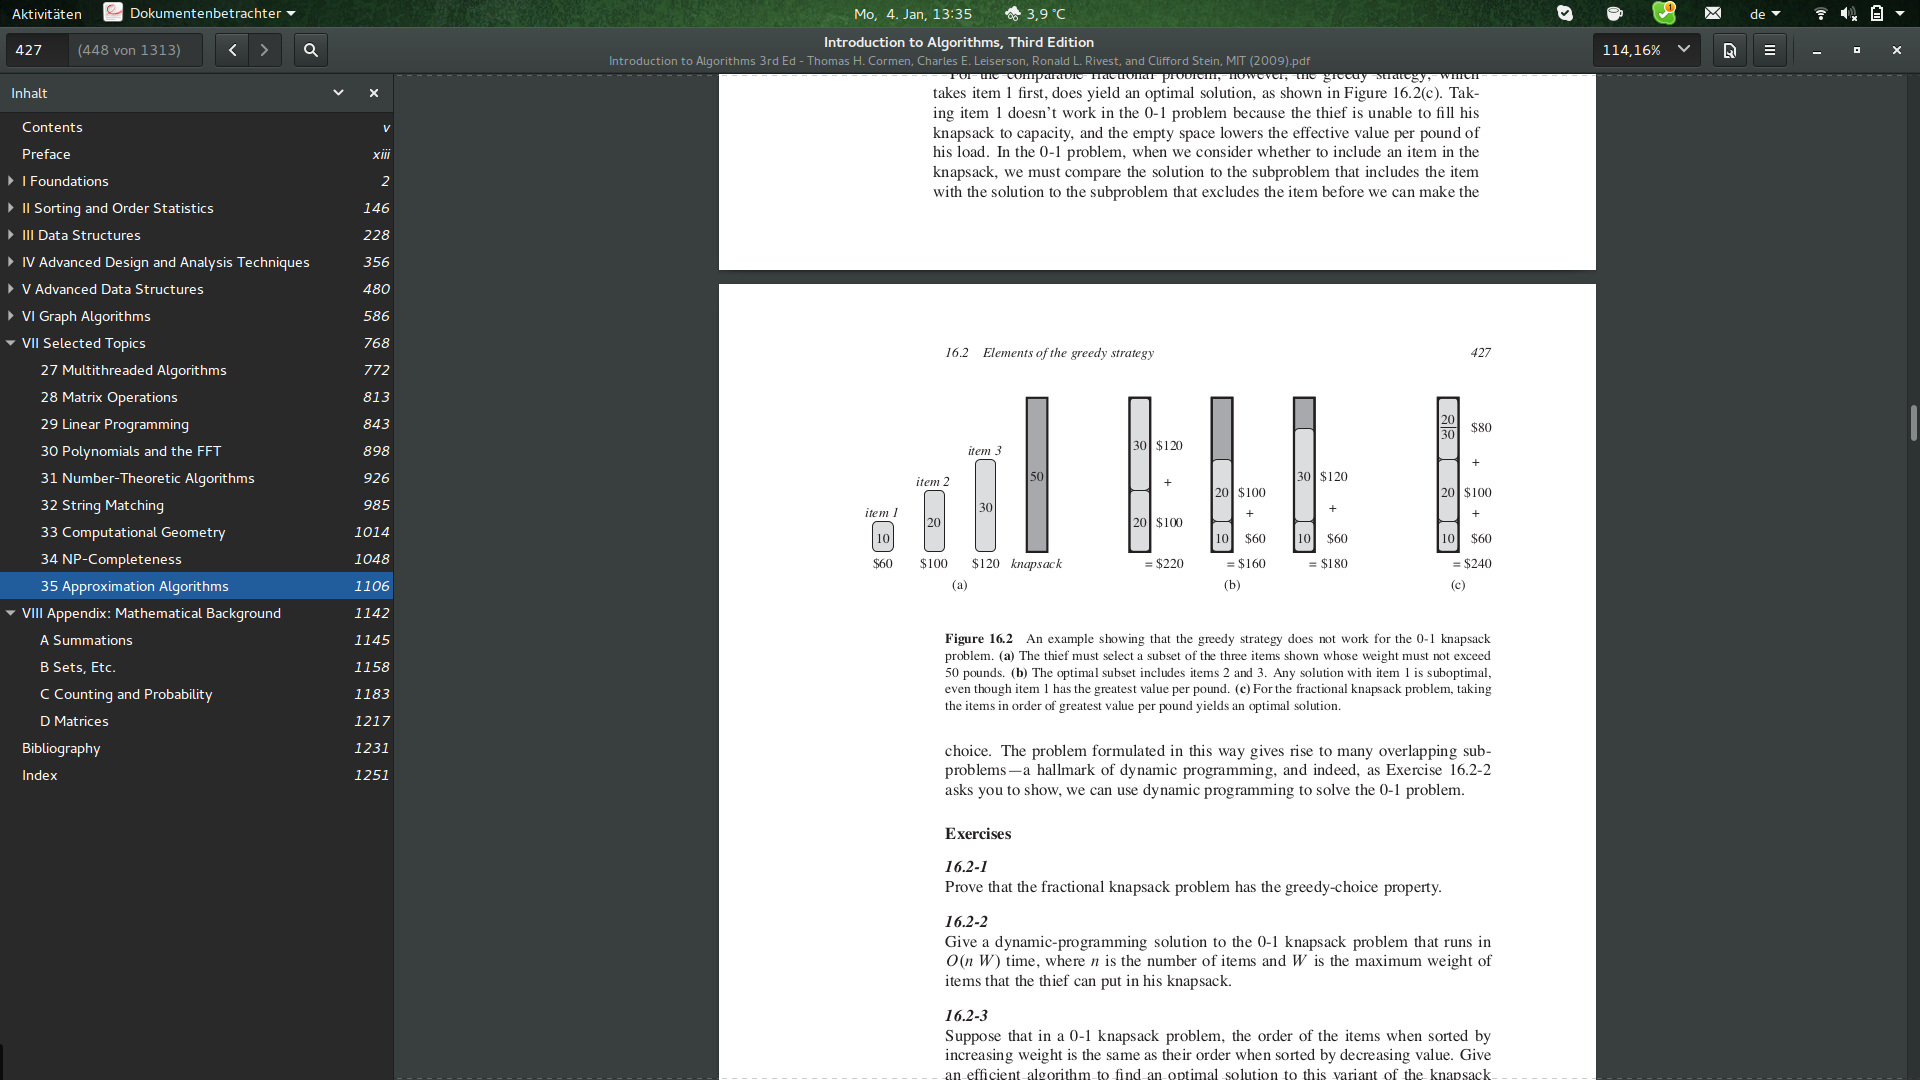 Aktivitäten
Dokumentenbetrachter
Mo, 4. Jan, 13:35
3,9 °C
1
de
427
(448 von 1313)
Introduction to Algorithms, Third Edition
Introduction to Algorithms 3rd Ed - Thomas H. Cormen, Charles E. Leiserson, Ronald L. Rivest, and Clifford Stein, MIT (2009).pdf
114,16%
Inhalt
Contents v
Preface xiii
I Foundations 2
II Sorting and Order Statistics 146
III Data Structures 228
IV Advanced Design and Analysis Techniques 356
V Advanced Data Structures 480
VI Graph Algorithms 586
VII Selected Topics 768
27 Multithreaded Algorithms 772
28 Matrix Operations 813
29 Linear Programming 843
30 Polynomials and the FFT 898
31 Number-Theoretic Algorithms 926
32 String Matching 985
33 Computational Geometry 1014
34 NP-Completeness 1048
35 Approximation Algorithms 1106
VIII Appendix: Mathematical Background 1142
A Summations 1145
B Sets, Etc. 1158
C Counting and Probability 1183
D Matrices 1217
Bibliography 1231
Index 1251
For the comparable fractional problem, however, the greedy strategy, which
takes item 1 first, does yield an optimal solution, as shown in Figure 16.2(c). Tak-
ing item 1 doesn't work in the 0-1 problem because the thief is unable to fill his
knapsack to capacity, and the empty space lowers the effective value per pound of
his load. In the 0-1 problem, when we consider whether to include an item in the
knapsack, we must compare the solution to the subproblem that includes the item
with the solution to the subproblem that excludes the item before we can make the
16.2 Elements of the greedy strategy 427
item 1
10
$60
item 2
20
$100
item 3
30
$120
50
knapsack
(a)
30 $120
+
20 $100
= $220
20 $100
+
10 $60
= $160
(b)
30 $120
+
10 $60
= $180
20
30
$80
+
20 $100
+
10 $60
= $240
(c)
Figure 16.2 An example showing that the greedy strategy does not work for the 0-1 knapsack
problem. (a) The thief must select a subset of the three items shown whose weight must not exceed
50 pounds. (b) The optimal subset includes items 2 and 3. Any solution with item 1 is suboptimal,
even though item 1 has the greatest value per pound. (c) For the fractional knapsack problem, taking
the items in order of greatest value per pound yields an optimal solution.
choice. The problem formulated in this way gives rise to many overlapping sub-
problems—a hallmark of dynamic programming, and indeed, as Exercise 16.2-2
asks you to show, we can use dynamic programming to solve the 0-1 problem.
Exercises
16.2-1
Prove that the fractional knapsack problem has the greedy-choice property.
16.2-2
Give a dynamic-programming solution to the 0-1 knapsack problem that runs in
O(n W) time, where n is the number of items and W is the maximum weight of
items that the thief can put in his knapsack.
16.2-3
Suppose that in a 0-1 knapsack problem, the order of the items when sorted by
increasing weight is the same as their order when sorted by decreasing value. Give
an efficient algorithm to find an optimal solution to this variant of the knapsack